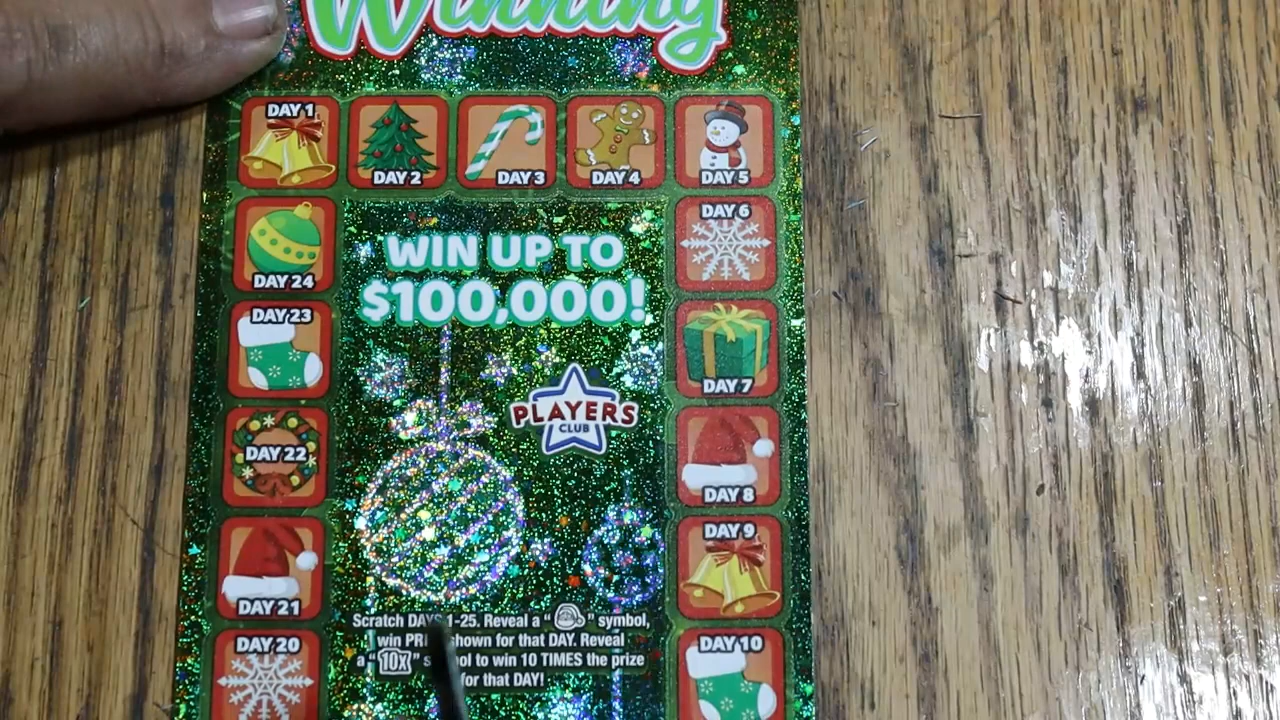 Winning
DAY 1
DAY 2
DAY 3
DAY 4
DAY 5
DAY 24
WIN UP TO
$100,000!
DAY 6
DAY 23
PLAYERS
CLUB
DAY 7
DAY 22
DAY 8
DAY 21
DAY 9
Scratch DAYS 1-25. Reveal a " " symbol,
win shown for that DAY. Reveal
a "10X" to win 10 TIMES the prize
for that DAY!
DAY 20
DAY 10